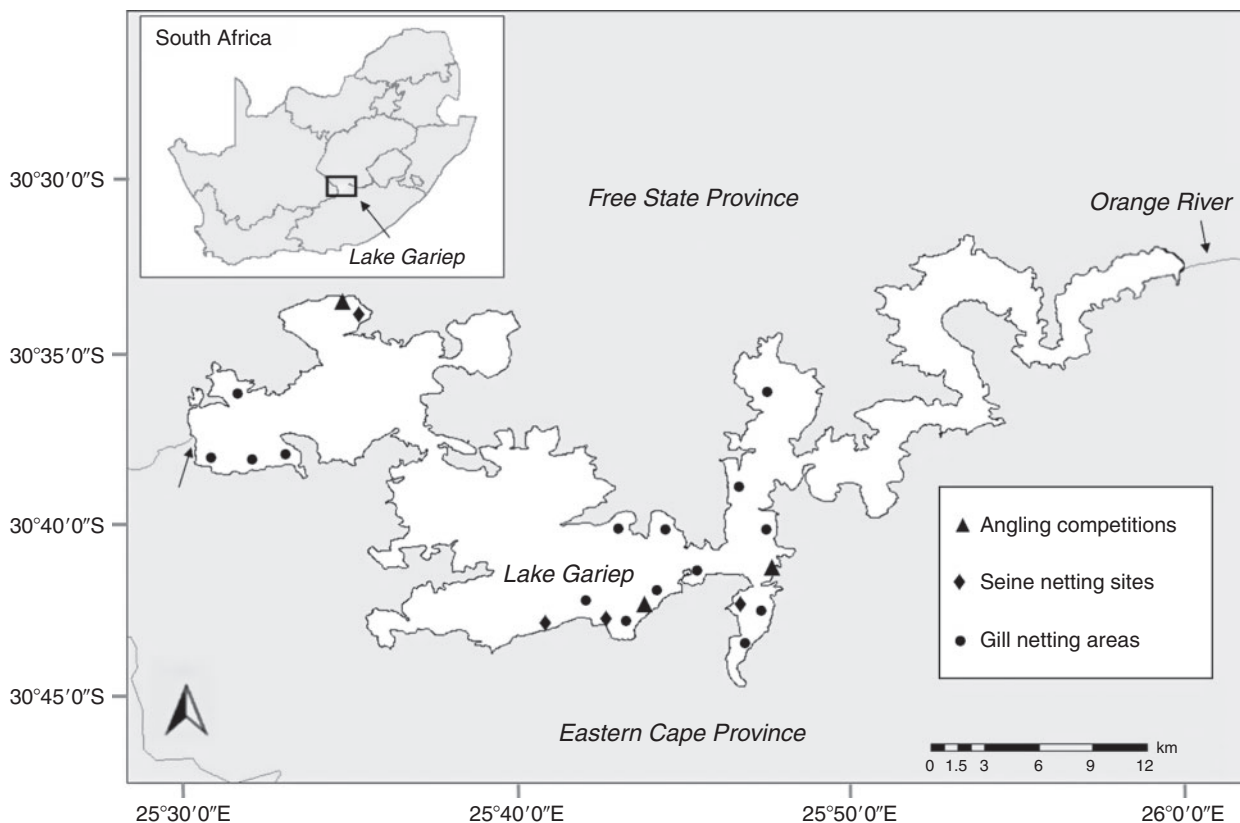 South Africa
Lake Gariep
Free State Province
Orange River
30°30′0″S
30°35′0″S
30°40′0″S
30°45′0″S
Lake Gariep
Angling competitions
Seine netting sites
Gill netting areas
Eastern Cape Province
km
0 1.5 3 6 9 12
25°30′0″E 25°40′0″E 25°50′0″E 26°0′0″E